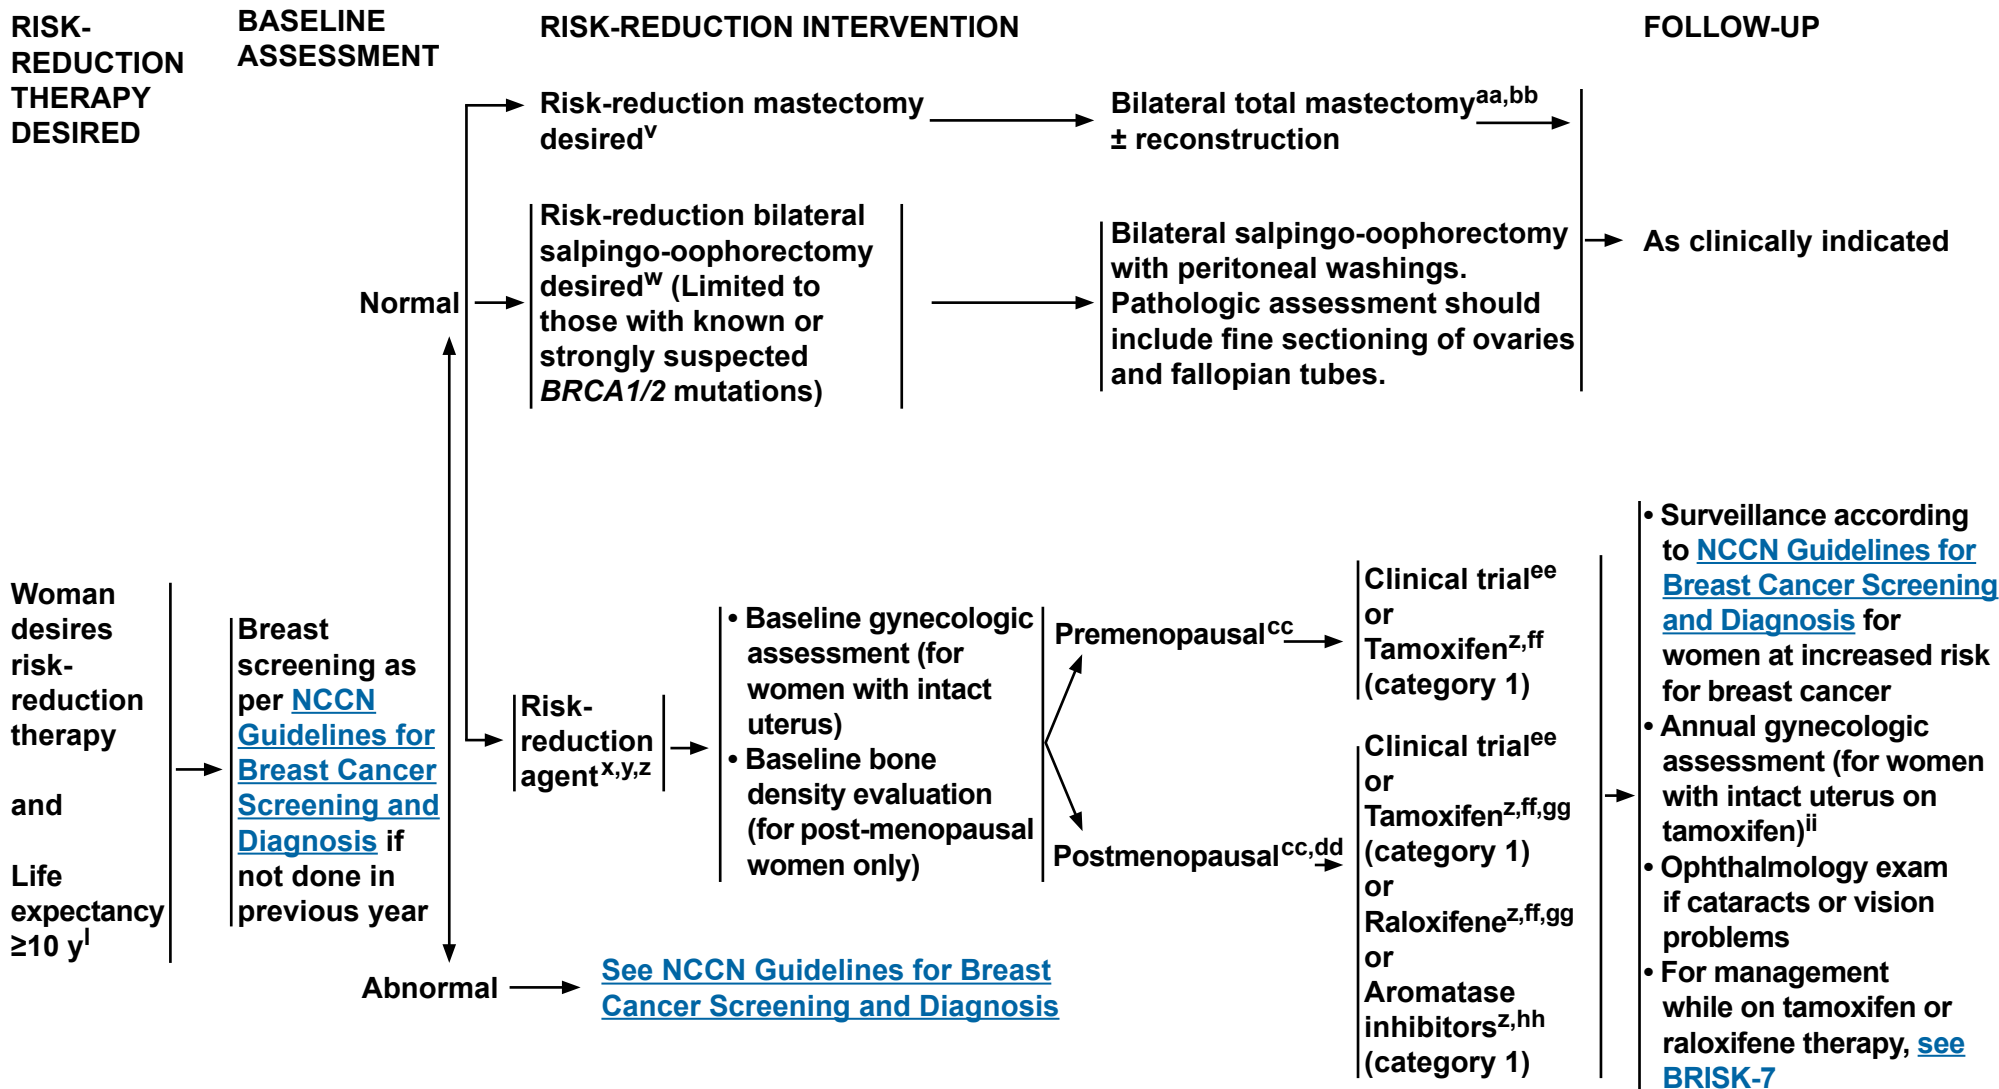 RISK-
REDUCTION
THERAPY
DESIRED
BASELINE
ASSESSMENT
RISK-REDUCTION INTERVENTION
FOLLOW-UP
Risk-reduction mastectomy
desiredv
Bilateral total mastectomyaa,bb
± reconstruction
Normal
Risk-reduction bilateral
salpingo-oophorectomy
desiredw (Limited to
those with known or
strongly suspected
BRCA1/2 mutations)
Bilateral salpingo-oophorectomy
with peritoneal washings.
Pathologic assessment should
include fine sectioning of ovaries
and fallopian tubes.
As clinically indicated
Woman
desires
risk-
reduction
therapy
and
Life
expectancy
≥10 yl
Breast
screening as
per NCCN
Guidelines for
Breast Cancer
Screening and
Diagnosis if
not done in
previous year
Risk-
reduction
agentx,y,z
• Baseline gynecologic
assessment (for
women with intact
uterus)
• Baseline bone
density evaluation
(for post-menopausal
women only)
Premenopausalcc
Clinical trialee
or
Tamoxifenz,ff
(category 1)
Postmenopausalcc,dd
Clinical trialee
or
Tamoxifenz,ff,gg
(category 1)
or
Raloxifenez,ff,gg
or
Aromatase
inhibitorsz,hh
(category 1)
• Surveillance according
to NCCN Guidelines for
Breast Cancer Screening
and Diagnosis for
women at increased risk
for breast cancer
• Annual gynecologic
assessment (for women
with intact uterus on
tamoxifen)ii
• Ophthalmology exam
if cataracts or vision
problems
• For management
while on tamoxifen or
raloxifene therapy, see
BRISK-7
Abnormal
See NCCN Guidelines for Breast
Cancer Screening and Diagnosis